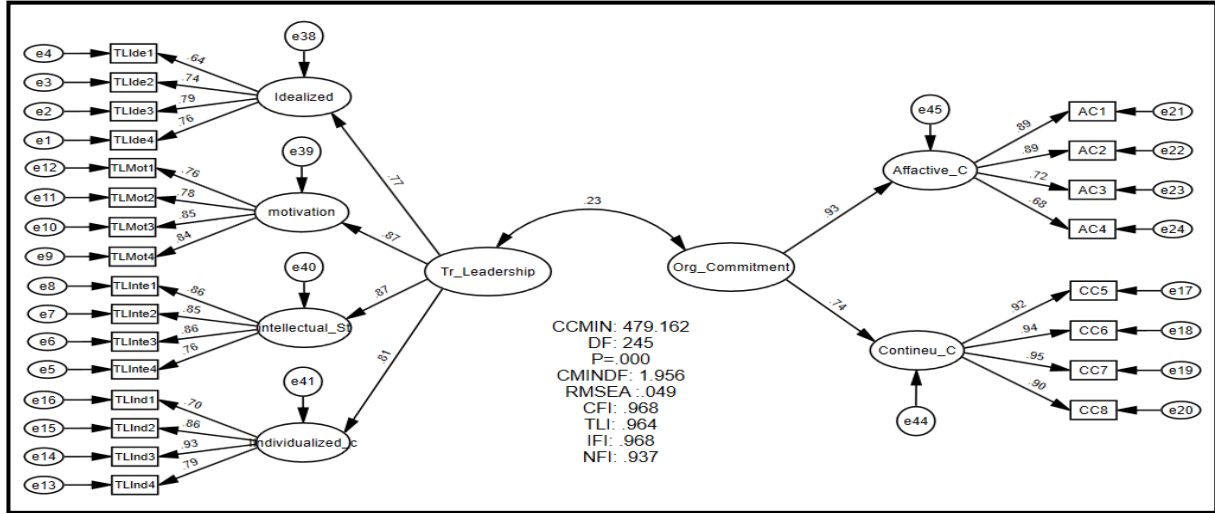 e38
e4 TLIde1 .64
e3 TLIde2 .74
e2 TLIde3 .79
e1 TLIde4 .76
Idealized
e39
e12 TLMot1 .76
e11 TLMot2 .78
e10 TLMot3 .85
e9 TLMot4 .84
motivation
e40
e8 TLInte1 .86
e7 TLInte2 .85
e6 TLInte3 .86
e5 TLInte4 .76
Intellectual_St
e41
e16 TLInd1 .70
e15 TLInd2 .86
e14 TLInd3 .93
e13 TLInd4 .79
Individualized_c
.77
.87
.87
.81
Tr_Leadership
.23
Org_Commitment
CCMIN: 479.162
DF: 245
P=.000
CMINDF: 1.956
RMSEA :.049
CFI: .968
TLI: .964
IFI: .968
NFI: .937
.93
.74
e45
Affactive_C
.89 AC1 e21
.89 AC2 e22
.72 AC3 e23
.68 AC4 e24
Contineu_C
e44
.92 CC5 e17
.94 CC6 e18
.95 CC7 e19
.90 CC8 e20